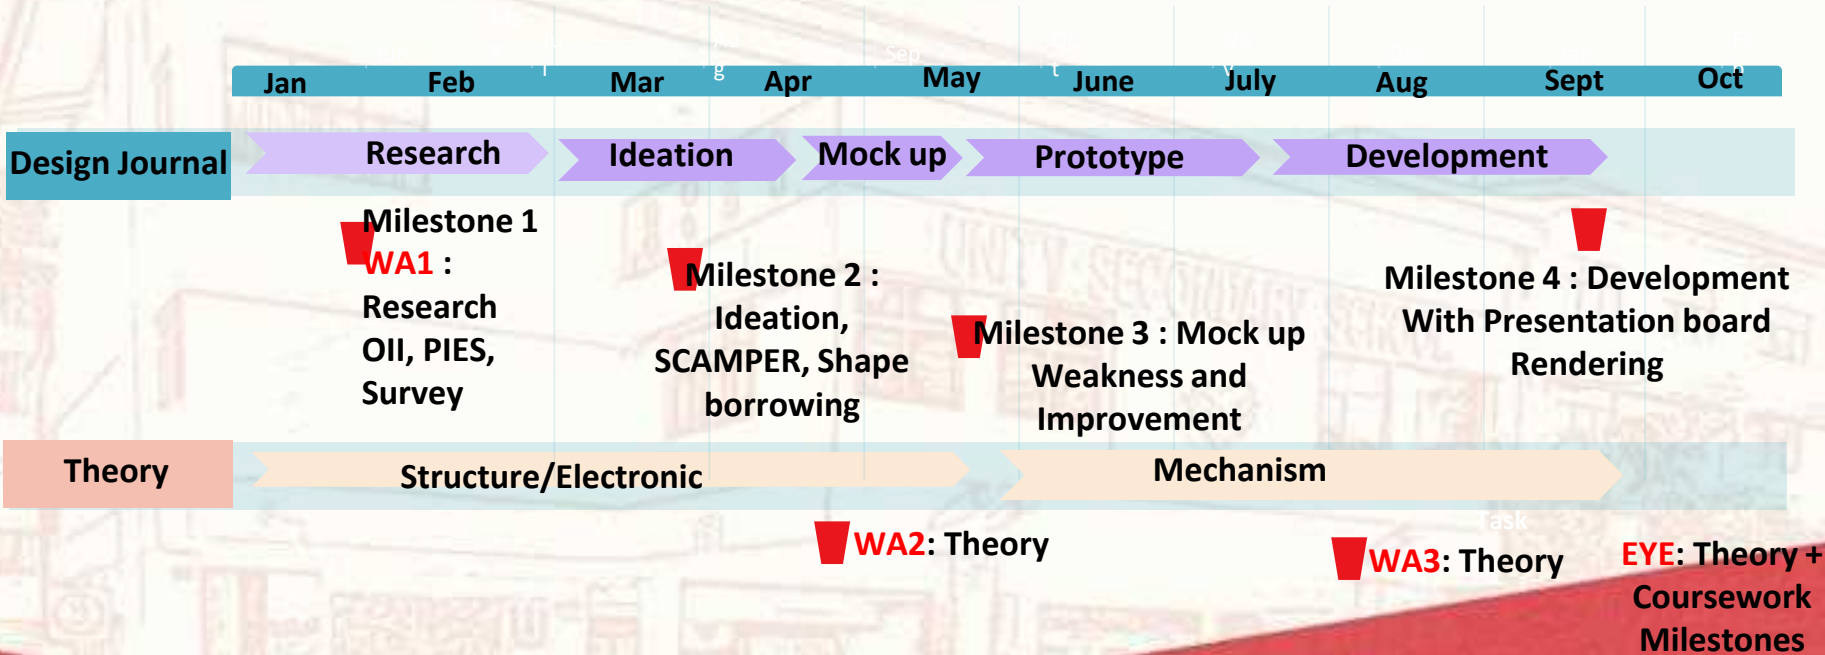 Jan Feb Mar Apr May June July Aug Sept Oct
Design Journal
Research Ideation Mock up Prototype Development
Milestone 1
WA1 :
Research
OII, PIES,
Survey
Milestone 2 :
Ideation,
SCAMPER, Shape
borrowing
Milestone 3 : Mock up
Weakness and
Improvement
Milestone 4 : Development
With Presentation board
Rendering
Theory
Structure/Electronic Mechanism
Task
WA2: Theory
WA3: Theory
EYE: Theory +
Coursework
Milestones